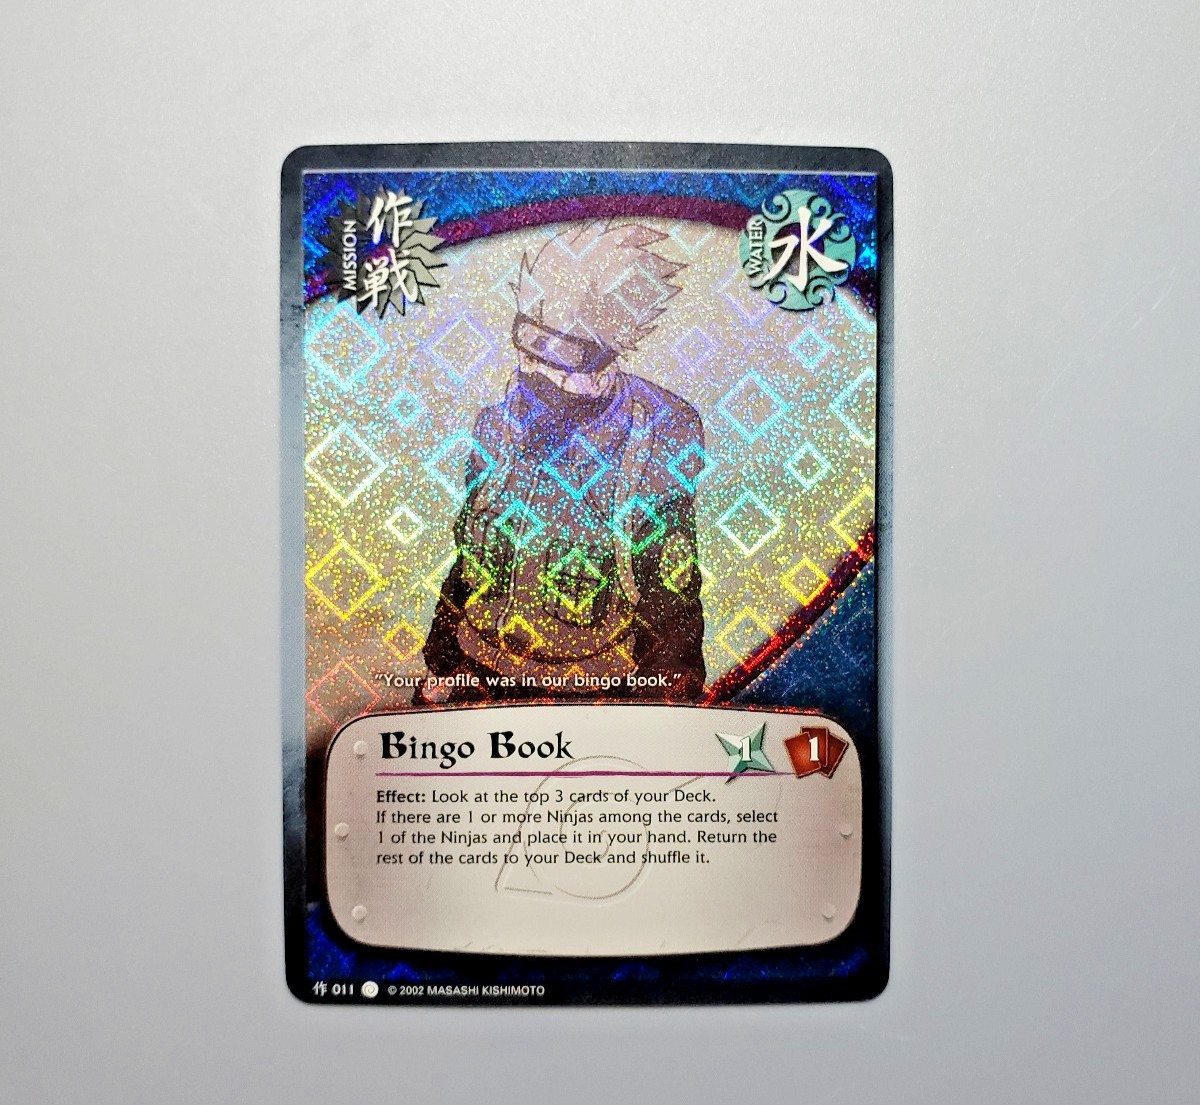 MISSION
作戦
WATER
水
"Your profile was in our bingo book."
Bingo Book
1
1
Effect: Look at the top 3 cards of your Deck.
If there are 1 or more Ninjas among the cards, select
1 of the Ninjas and place it in your hand. Return the
rest of the cards to your Deck and shuffle it.
作 011 © 2002 MASASHI KISHIMOTO